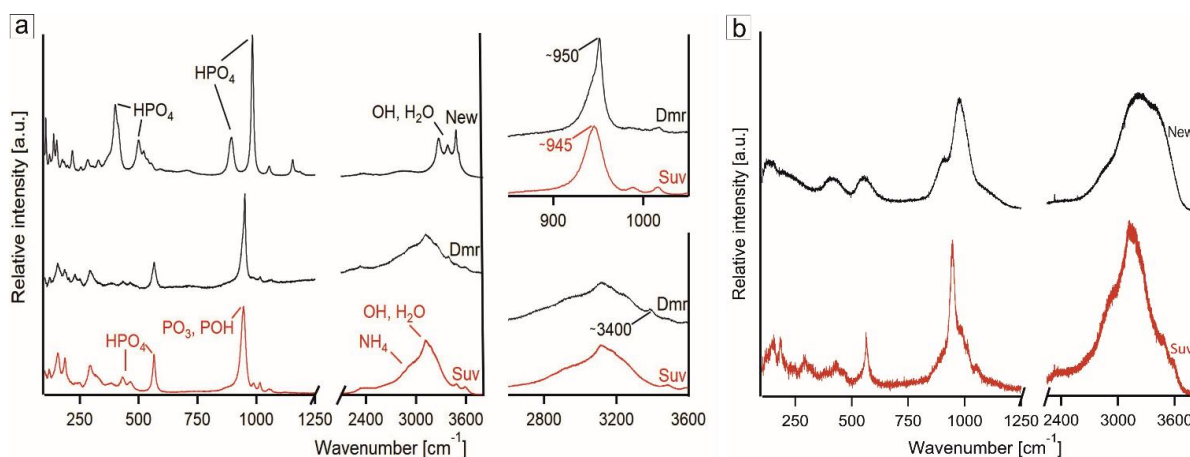 a
Relative intensity [a.u.]
HPO4
HPO4
OH, H2O
New
Dmr
HPO4
PO3, POH
NH4
OH, H2O
Suv
250 500 750 1000 1250 2400 3000 3600
Wavenumber [cm-1]
~950
Dmr
~945
Suv
900 1000
Dmr
~3400
Suv
2800 3200 3600
b
Relative intensity [a.u.]
New
Suv
250 500 750 1000 1250 2400 3000 3600
Wavenumber [cm-1]